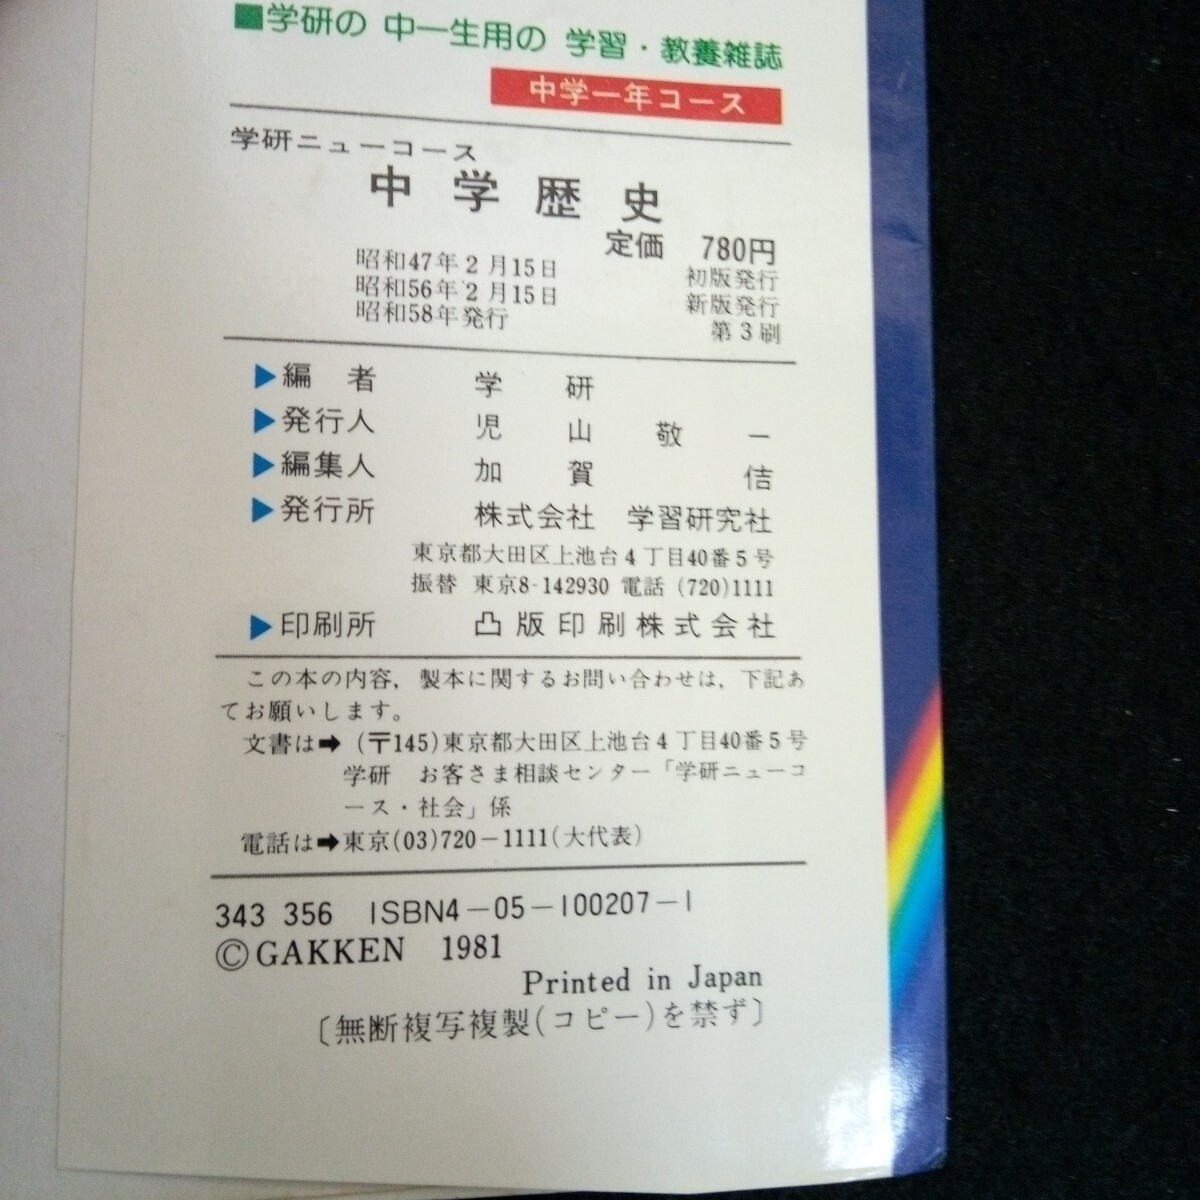 ■学研の 中一生用の 学習・教養雑誌
中学一年コース
学研ニューコース
中学歴史
定価 780円
昭和47年2月15日 初版発行
昭和56年2月15日 新版発行
昭和58年発行 第3刷
▶編者 学研
▶発行人 児山敬一
▶編集人 加賀佶
▶発行所 株式会社 学習研究社
東京都大田区上池台4丁目40番5号
振替 東京8-142930 電話 (720)1111
▶印刷所 凸版印刷株式会社
この本の内容，製本に関するお問い合わせは，下記あ
てお願いします。
文書は➡(〒145)東京都大田区上池台4丁目40番5号
学研 お客さま相談センター「学研ニューコ
ース・社会」係
電話は➡東京(03)720－1111(大代表)
343 356 ISBN4－05－100207－1
©GAKKEN 1981
Printed in Japan
〔無断複写複製(コピー)を禁ず〕